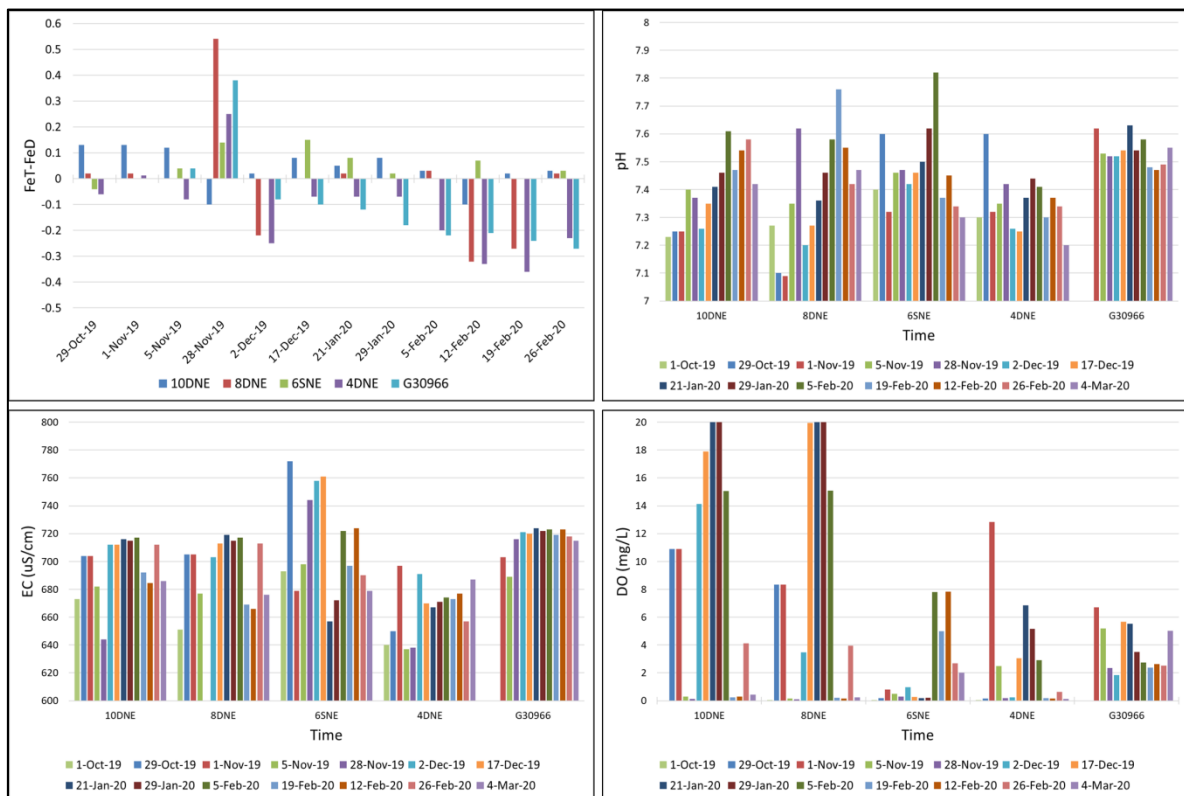 0.6
0.5
0.4
0.3
0.2
0.1
0
-0.1
-0.2
-0.3
-0.4
-0.5
FeT-FeD
29-Oct-19 1-Nov-19 5-Nov-19 28-Nov-19 2-Dec-19 17-Dec-19 21-Jan-20 29-Jan-20 5-Feb-20 12-Feb-20 19-Feb-20 26-Feb-20
10DNE 8DNE 6SNE 4DNE G30966
8
7.9
7.8
7.7
7.6
7.5
7.4
7.3
7.2
7.1
7
pH
10DNE 8DNE 6SNE 4DNE G30966
Time
1-Oct-19 29-Oct-19 1-Nov-19 5-Nov-19 28-Nov-19 2-Dec-19 17-Dec-19
21-Jan-20 29-Jan-20 5-Feb-20 19-Feb-20 12-Feb-20 26-Feb-20 4-Mar-20
800
780
760
740
720
700
680
660
640
620
600
EC (uS/cm)
10DNE 8DNE 6SNE 4DNE G30966
Time
1-Oct-19 29-Oct-19 1-Nov-19 5-Nov-19 28-Nov-19 2-Dec-19 17-Dec-19
21-Jan-20 29-Jan-20 5-Feb-20 19-Feb-20 12-Feb-20 26-Feb-20 4-Mar-20
20
18
16
14
12
10
8
6
4
2
0
DO (mg/L)
10DNE 8DNE 6SNE 4DNE G30966
Time
1-Oct-19 29-Oct-19 1-Nov-19 5-Nov-19 28-Nov-19 2-Dec-19 17-Dec-19
21-Jan-20 29-Jan-20 5-Feb-20 19-Feb-20 12-Feb-20 26-Feb-20 4-Mar-20